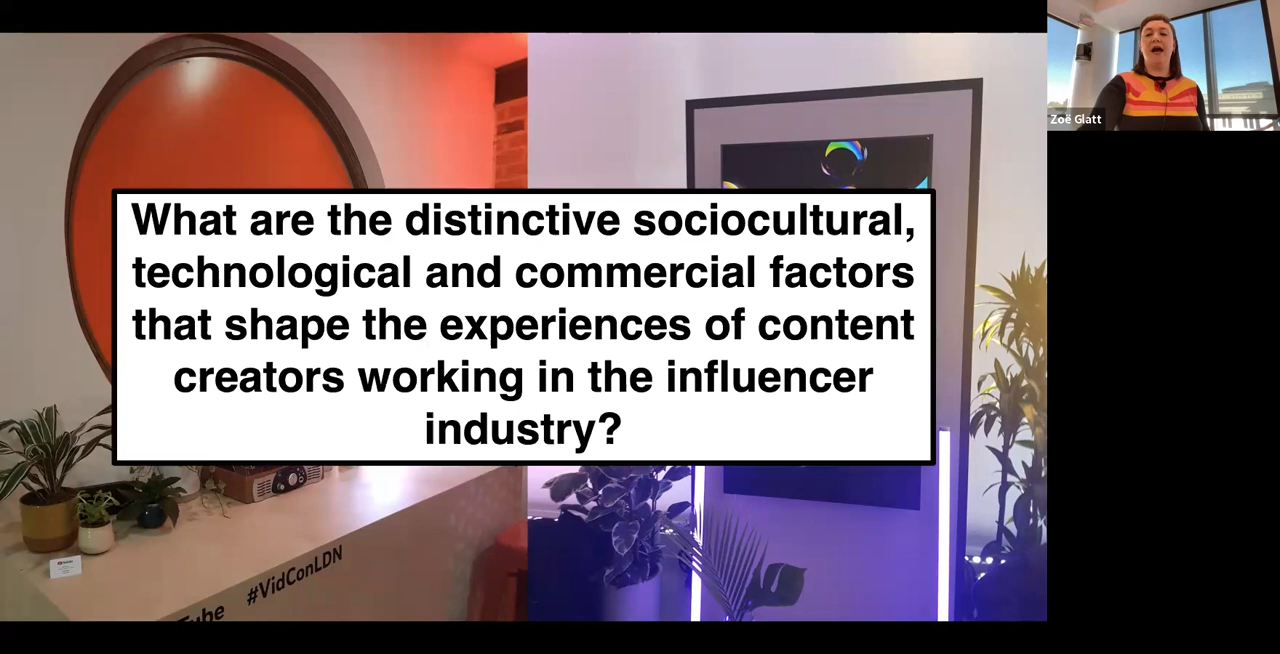 What are the distinctive sociocultural,
technological and commercial factors
that shape the experiences of content
creators working in the influencer
industry?
Zoë Glatt
#VidConLDN